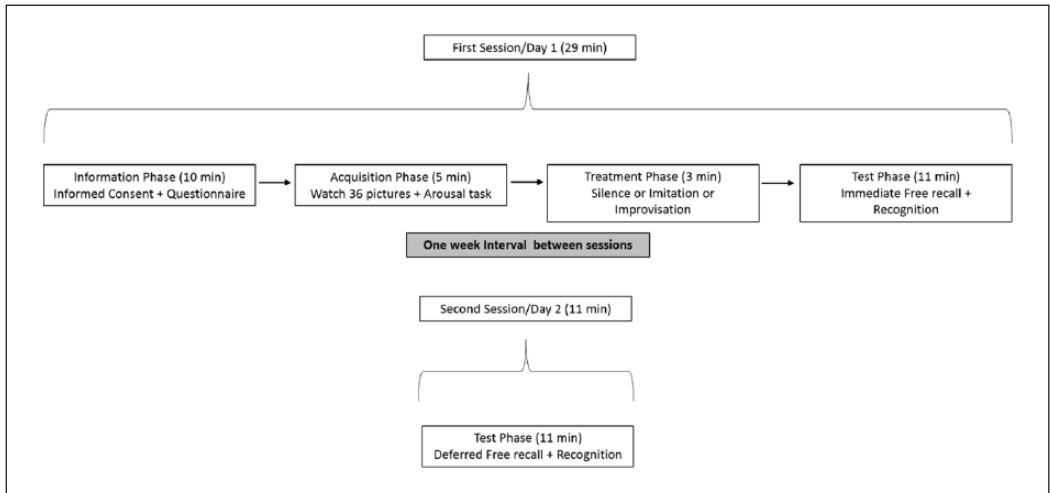 First Session/Day 1 (29 min)
Information Phase (10 min)
Informed Consent + Questionnaire
Acquisition Phase (5 min)
Watch 36 pictures + Arousal task
Treatment Phase (3 min)
Silence or Imitation or
Improvisation
Test Phase (11 min)
Immediate Free recall +
Recognition
One week Interval between sessions
Second Session/Day 2 (11 min)
Test Phase (11 min)
Deferred Free recall + Recognition